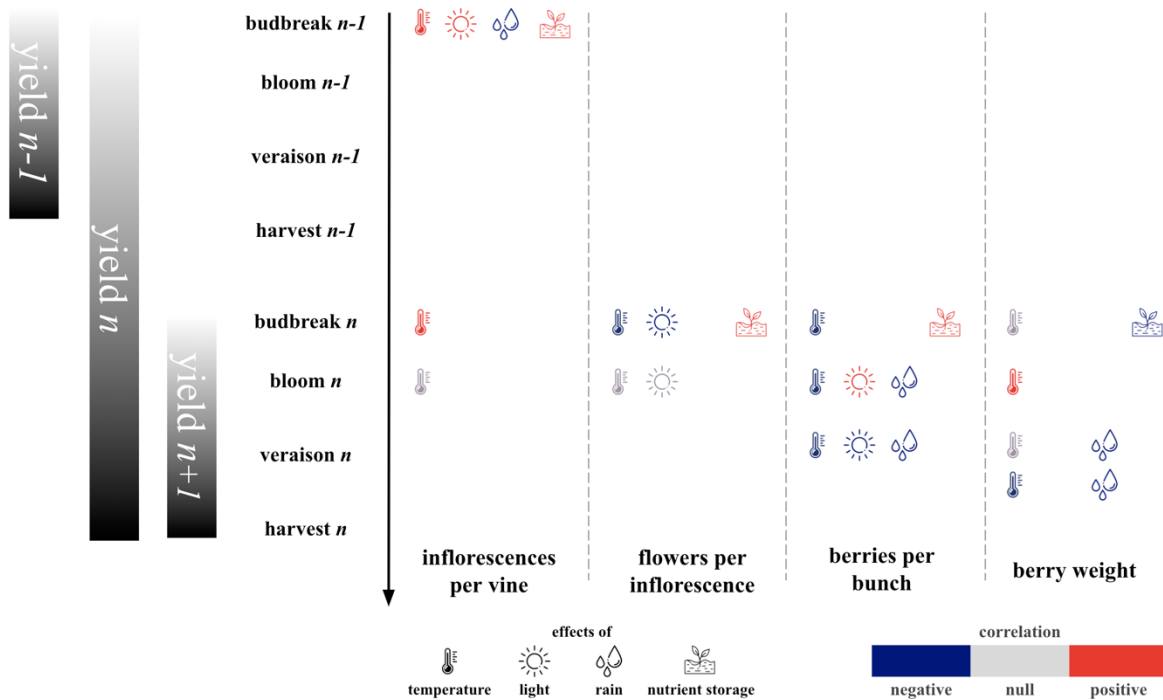 yield n-1
yield n
yield n+1
budbreak n-1
bloom n-1
veraison n-1
harvest n-1
budbreak n
bloom n
veraison n
harvest n
inflorescences
per vine
flowers per
inflorescence
berries per
bunch
berry weight
effects of
temperature
light
rain
nutrient storage
correlation
negative
null
positive